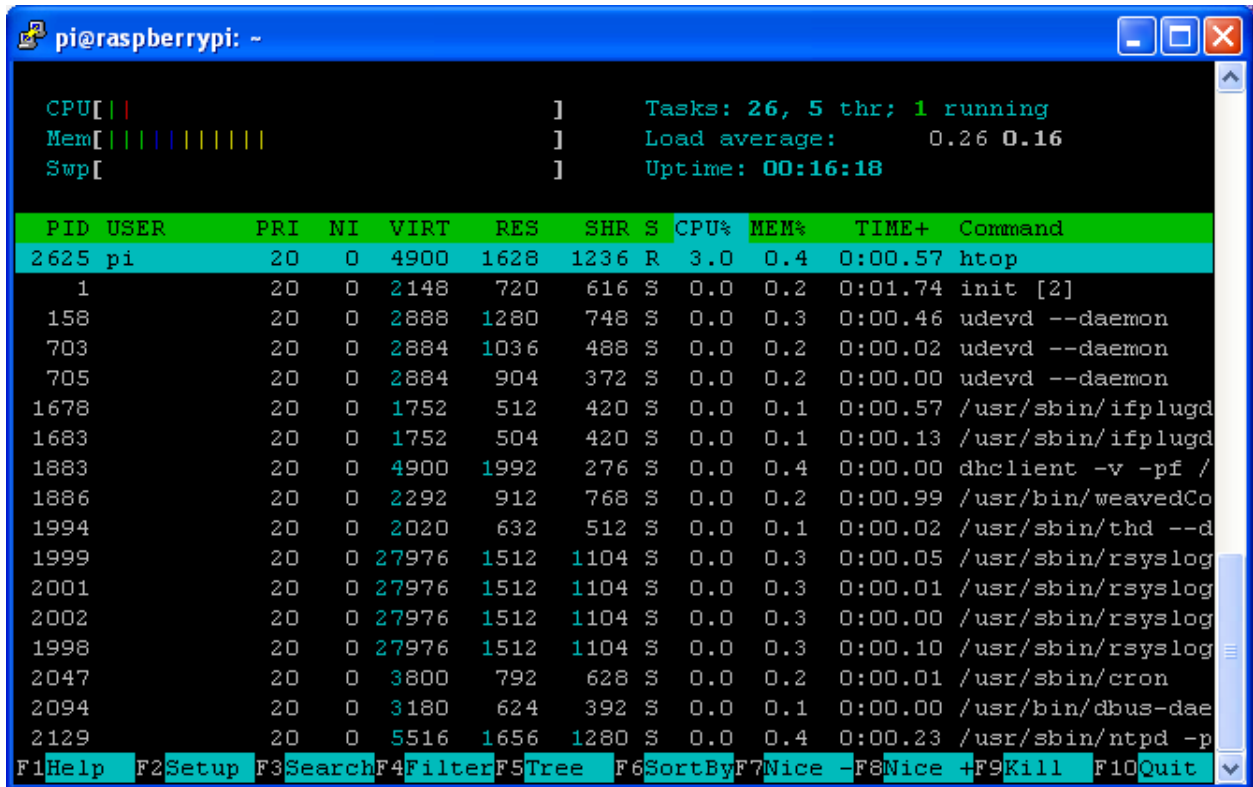 pi@raspberrypi: ~
CPU[|| ] Tasks: 26, 5 thr; 1 running
Mem[|||||||||||| ] Load average: 0.26 0.16
Swp[ ] Uptime: 00:16:18
PID USER PRI NI VIRT RES SHR S CPU% MEM% TIME+ Command
2625 pi 20 0 4900 1628 1236 R 3.0 0.4 0:00.57 htop
1 20 0 2148 720 616 S 0.0 0.2 0:01.74 init [2]
158 20 0 2888 1280 748 S 0.0 0.3 0:00.46 udevd --daemon
703 20 0 2884 1036 488 S 0.0 0.2 0:00.02 udevd --daemon
705 20 0 2884 904 372 S 0.0 0.2 0:00.00 udevd --daemon
1678 20 0 1752 512 420 S 0.0 0.1 0:00.57 /usr/sbin/ifplugd
1683 20 0 1752 504 420 S 0.0 0.1 0:00.13 /usr/sbin/ifplugd
1883 20 0 4900 1992 276 S 0.0 0.4 0:00.00 dhclient -v -pf /
1886 20 0 2292 912 768 S 0.0 0.2 0:00.99 /usr/bin/weavedCo
1994 20 0 2020 632 512 S 0.0 0.1 0:00.02 /usr/sbin/thd --d
1999 20 0 27976 1512 1104 S 0.0 0.3 0:00.05 /usr/sbin/rsyslog
2001 20 0 27976 1512 1104 S 0.0 0.3 0:00.01 /usr/sbin/rsyslog
2002 20 0 27976 1512 1104 S 0.0 0.3 0:00.00 /usr/sbin/rsyslog
1998 20 0 27976 1512 1104 S 0.0 0.3 0:00.10 /usr/sbin/rsyslog
2047 20 0 3800 792 628 S 0.0 0.2 0:00.01 /usr/sbin/cron
2094 20 0 3180 624 392 S 0.0 0.1 0:00.00 /usr/bin/dbus-dae
2129 20 0 5516 1656 1280 S 0.0 0.4 0:00.23 /usr/sbin/ntpd -p
F1Help F2Setup F3SearchF4FilterF5Tree F6SortByF7Nice -F8Nice +F9Kill F10Quit